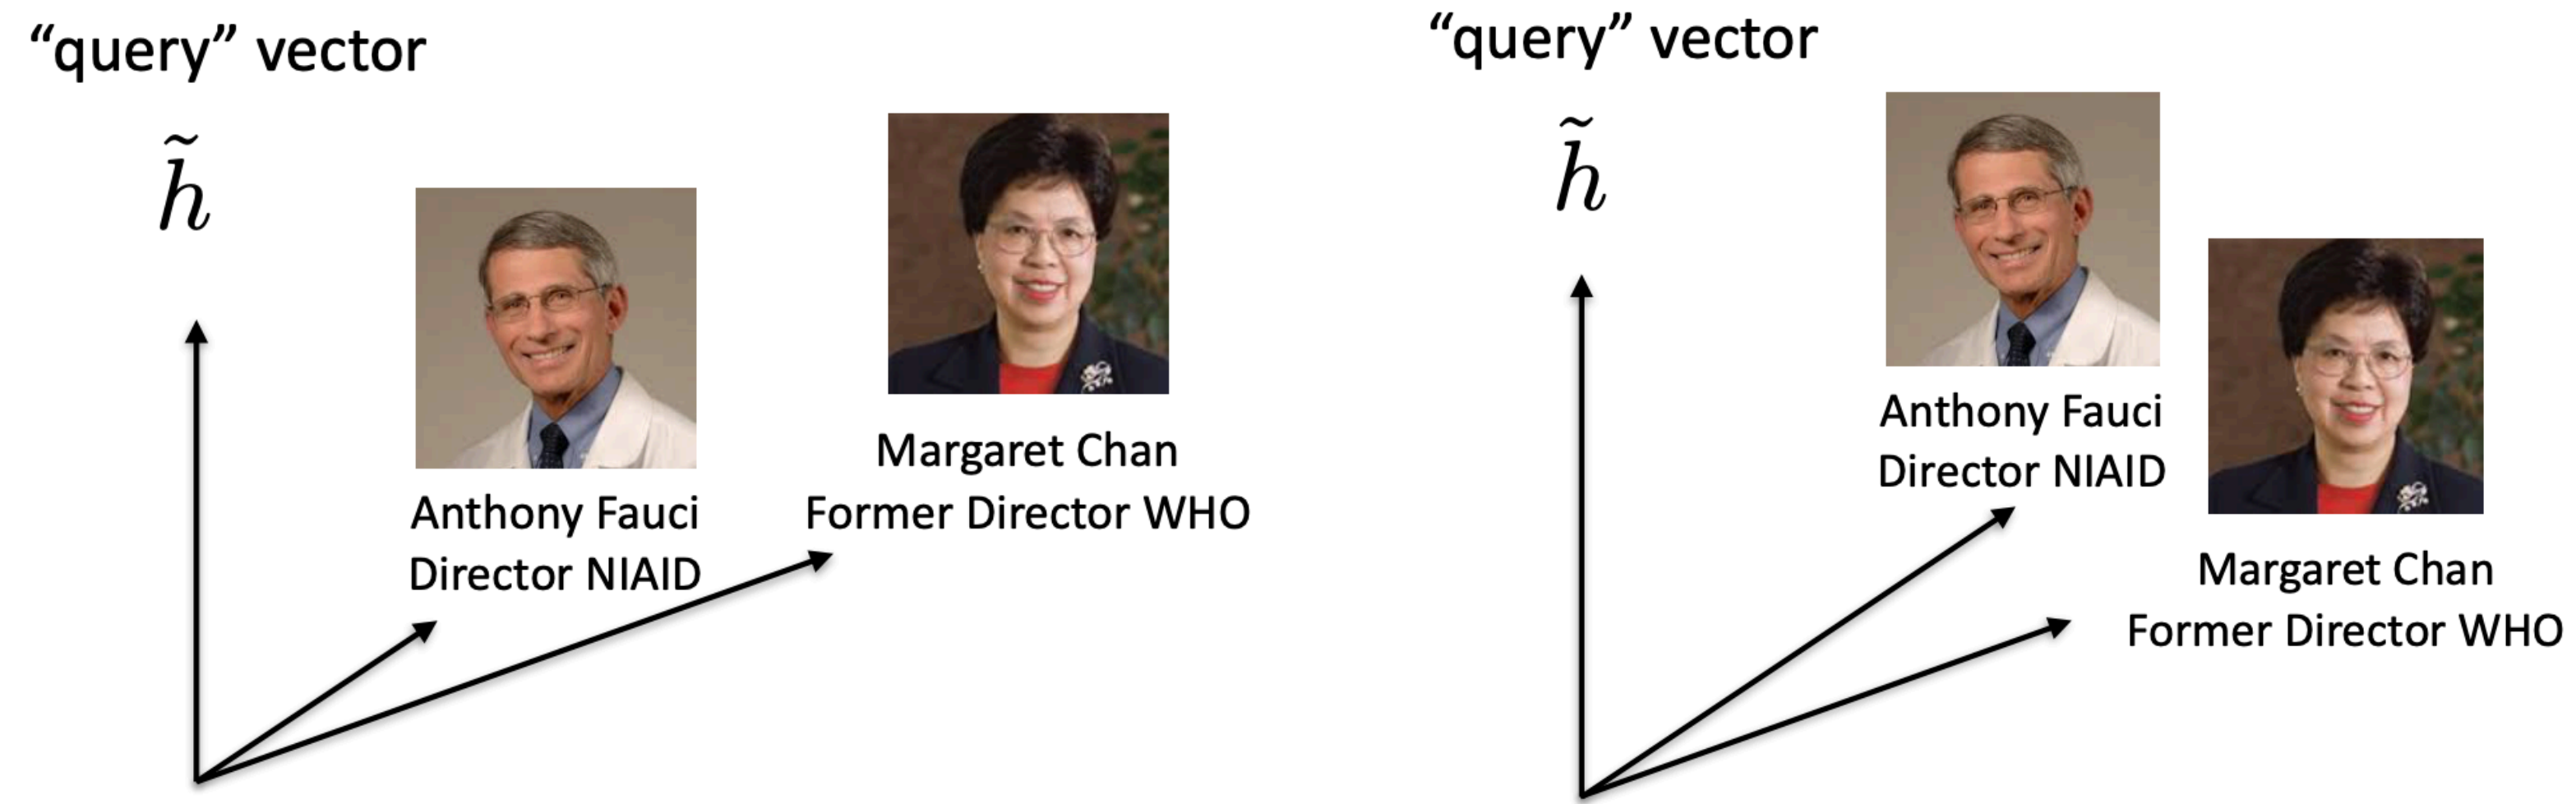 “query” vector
h̃
Anthony Fauci
Director NIAID
Margaret Chan
Former Director WHO
“query” vector
h̃
Anthony Fauci
Director NIAID
Margaret Chan
Former Director WHO